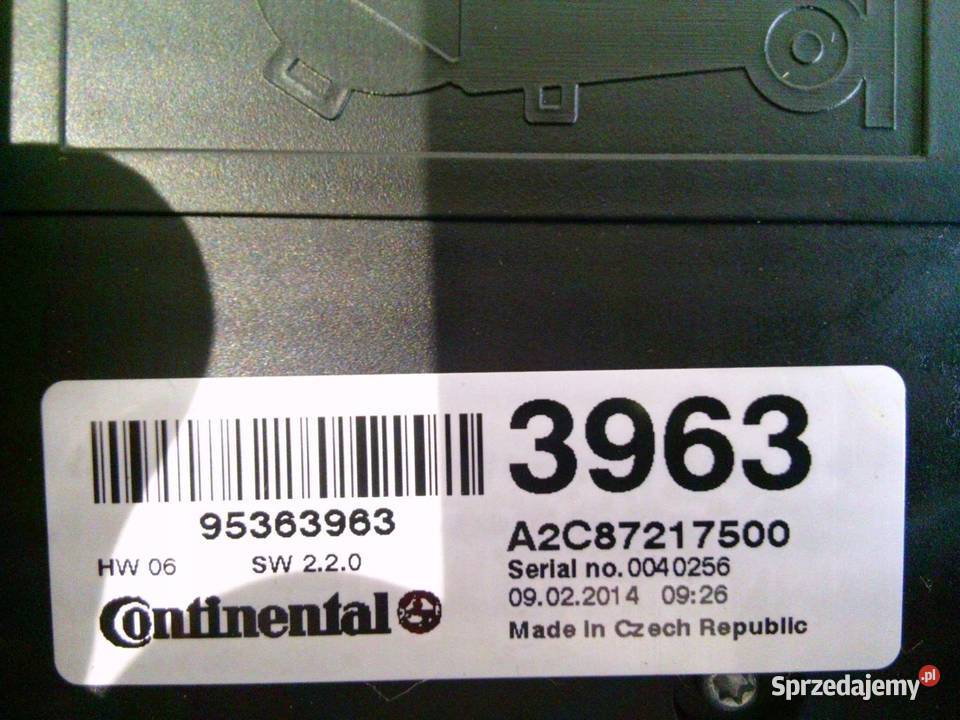 3963
95363963
A2C87217500
HW 06 SW 2.2.0
Serial no.0040256
09.02.2014 09:26
Continental
Made in Czech Republic
Sprzedajemy.pl